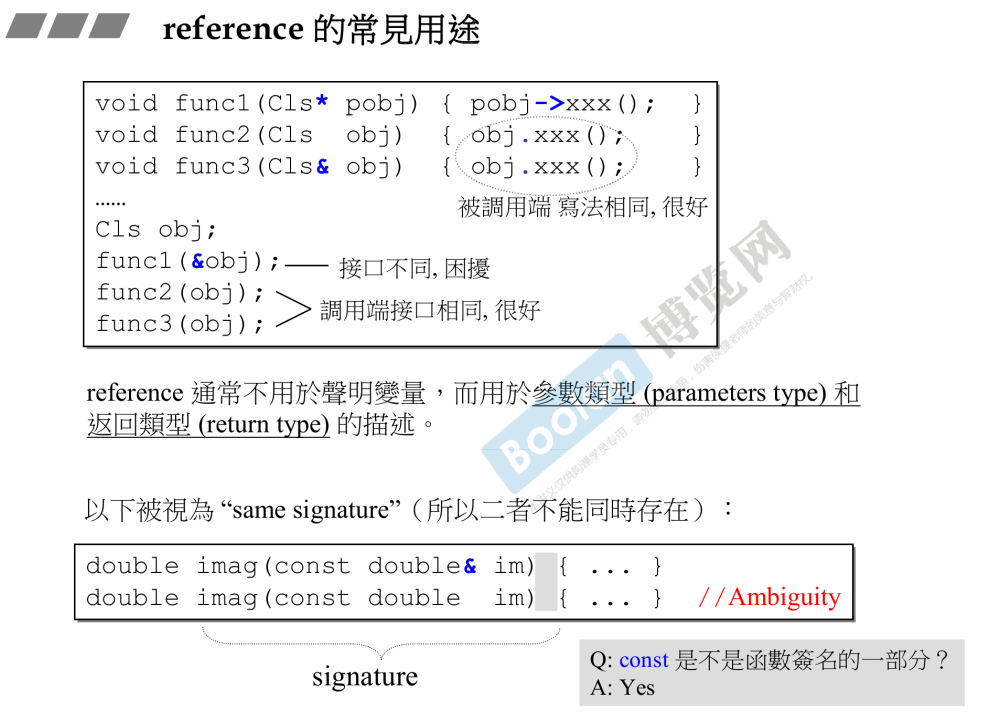 reference 的常見用途
void func1(Cls* pobj) { pobj->xxx(); }
void func2(Cls obj) { obj.xxx(); }
void func3(Cls& obj) { obj.xxx(); }
......
被調用端 寫法相同, 很好
Cls obj;
func1(&obj); 接口不同, 困擾
func2(obj);
調用端接口相同, 很好
func3(obj);
Boolan 博览网
reference 通常不用於聲明變量，而用於參數類型 (parameters type) 和
返回類型 (return type) 的描述。
以下被視為 “same signature”（所以二者不能同時存在）：
double imag(const double& im) { ... }
double imag(const double im) { ... } //Ambiguity
signature
Q: const 是不是函數簽名的一部分？
A: Yes